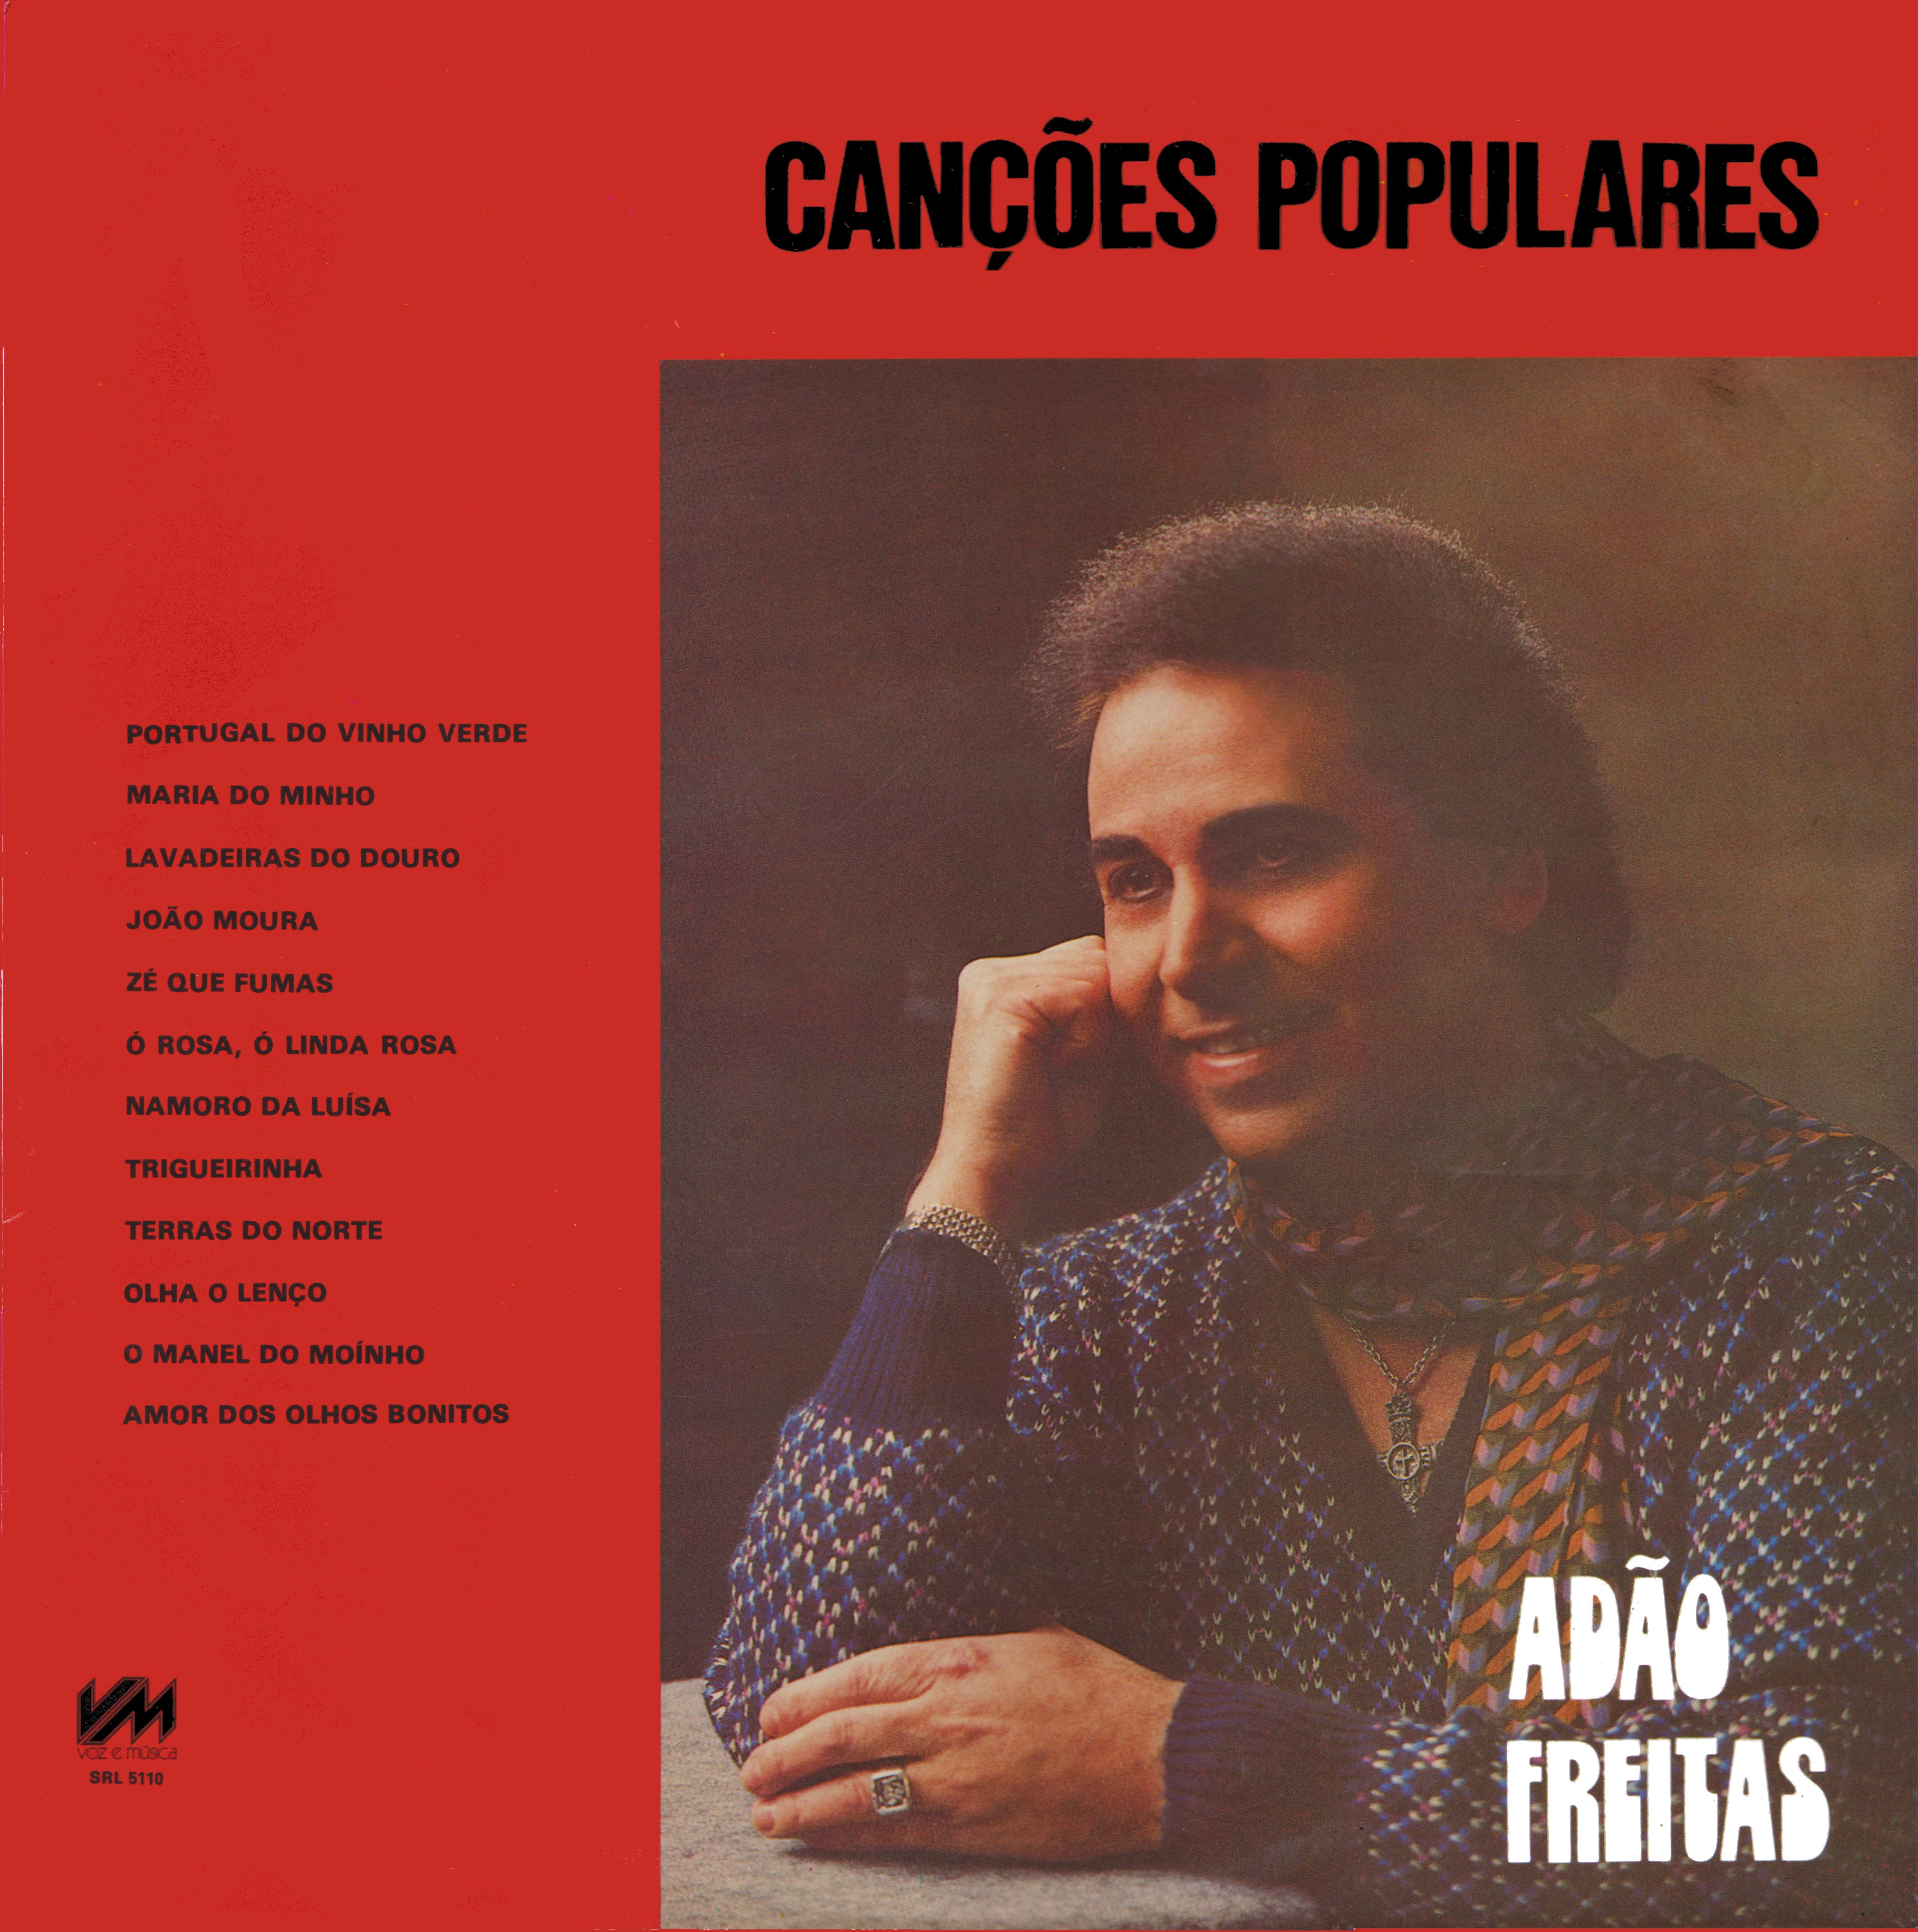 CANÇÕES POPULARES
PORTUGAL DO VINHO VERDE
MARIA DO MINHO
LAVADEIRAS DO DOURO
JOÃO MOURA
ZÉ QUE FUMAS
Ó ROSA, Ó LINDA ROSA
NAMORO DA LUÍSA
TRIGUEIRINHA
TERRAS DO NORTE
OLHA O LENÇO
O MANEL DO MOÍNHO
AMOR DOS OLHOS BONITOS
VM
voz e música
SRL 5110
ADÃO
FREITAS